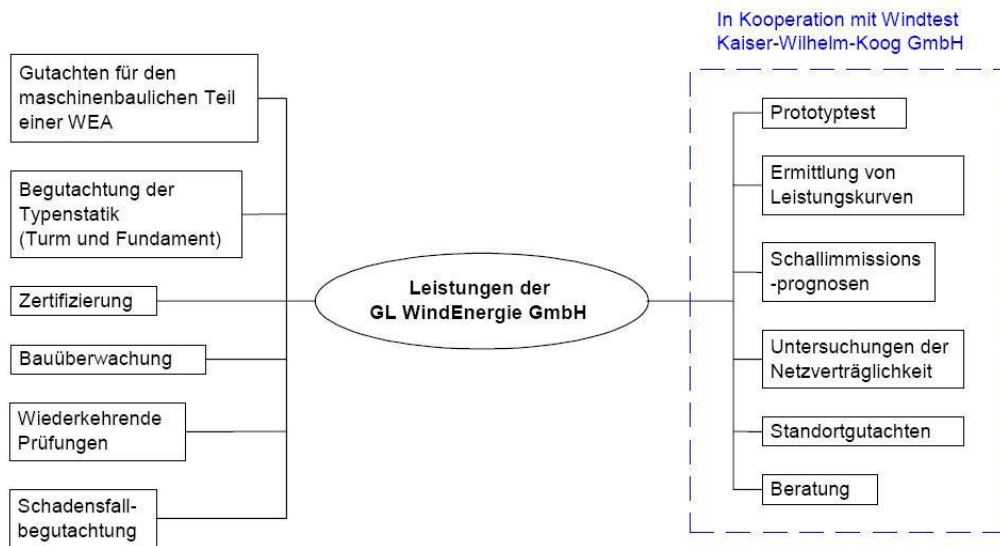 In Kooperation mit Windtest
Kaiser-Wilhelm-Koog GmbH
Gutachten für den
maschinenbaulichen Teil
einer WEA
Begutachtung der
Typenstatik
(Turm und Fundament)
Zertifizierung
Bauüberwachung
Wiederkehrende
Prüfungen
Schadensfall-
begutachtung
Leistungen der
GL WindEnergie GmbH
Prototyptest
Ermittlung von
Leistungskurven
Schallimmissions
-prognosen
Untersuchungen der
Netzverträglichkeit
Standortgutachten
Beratung